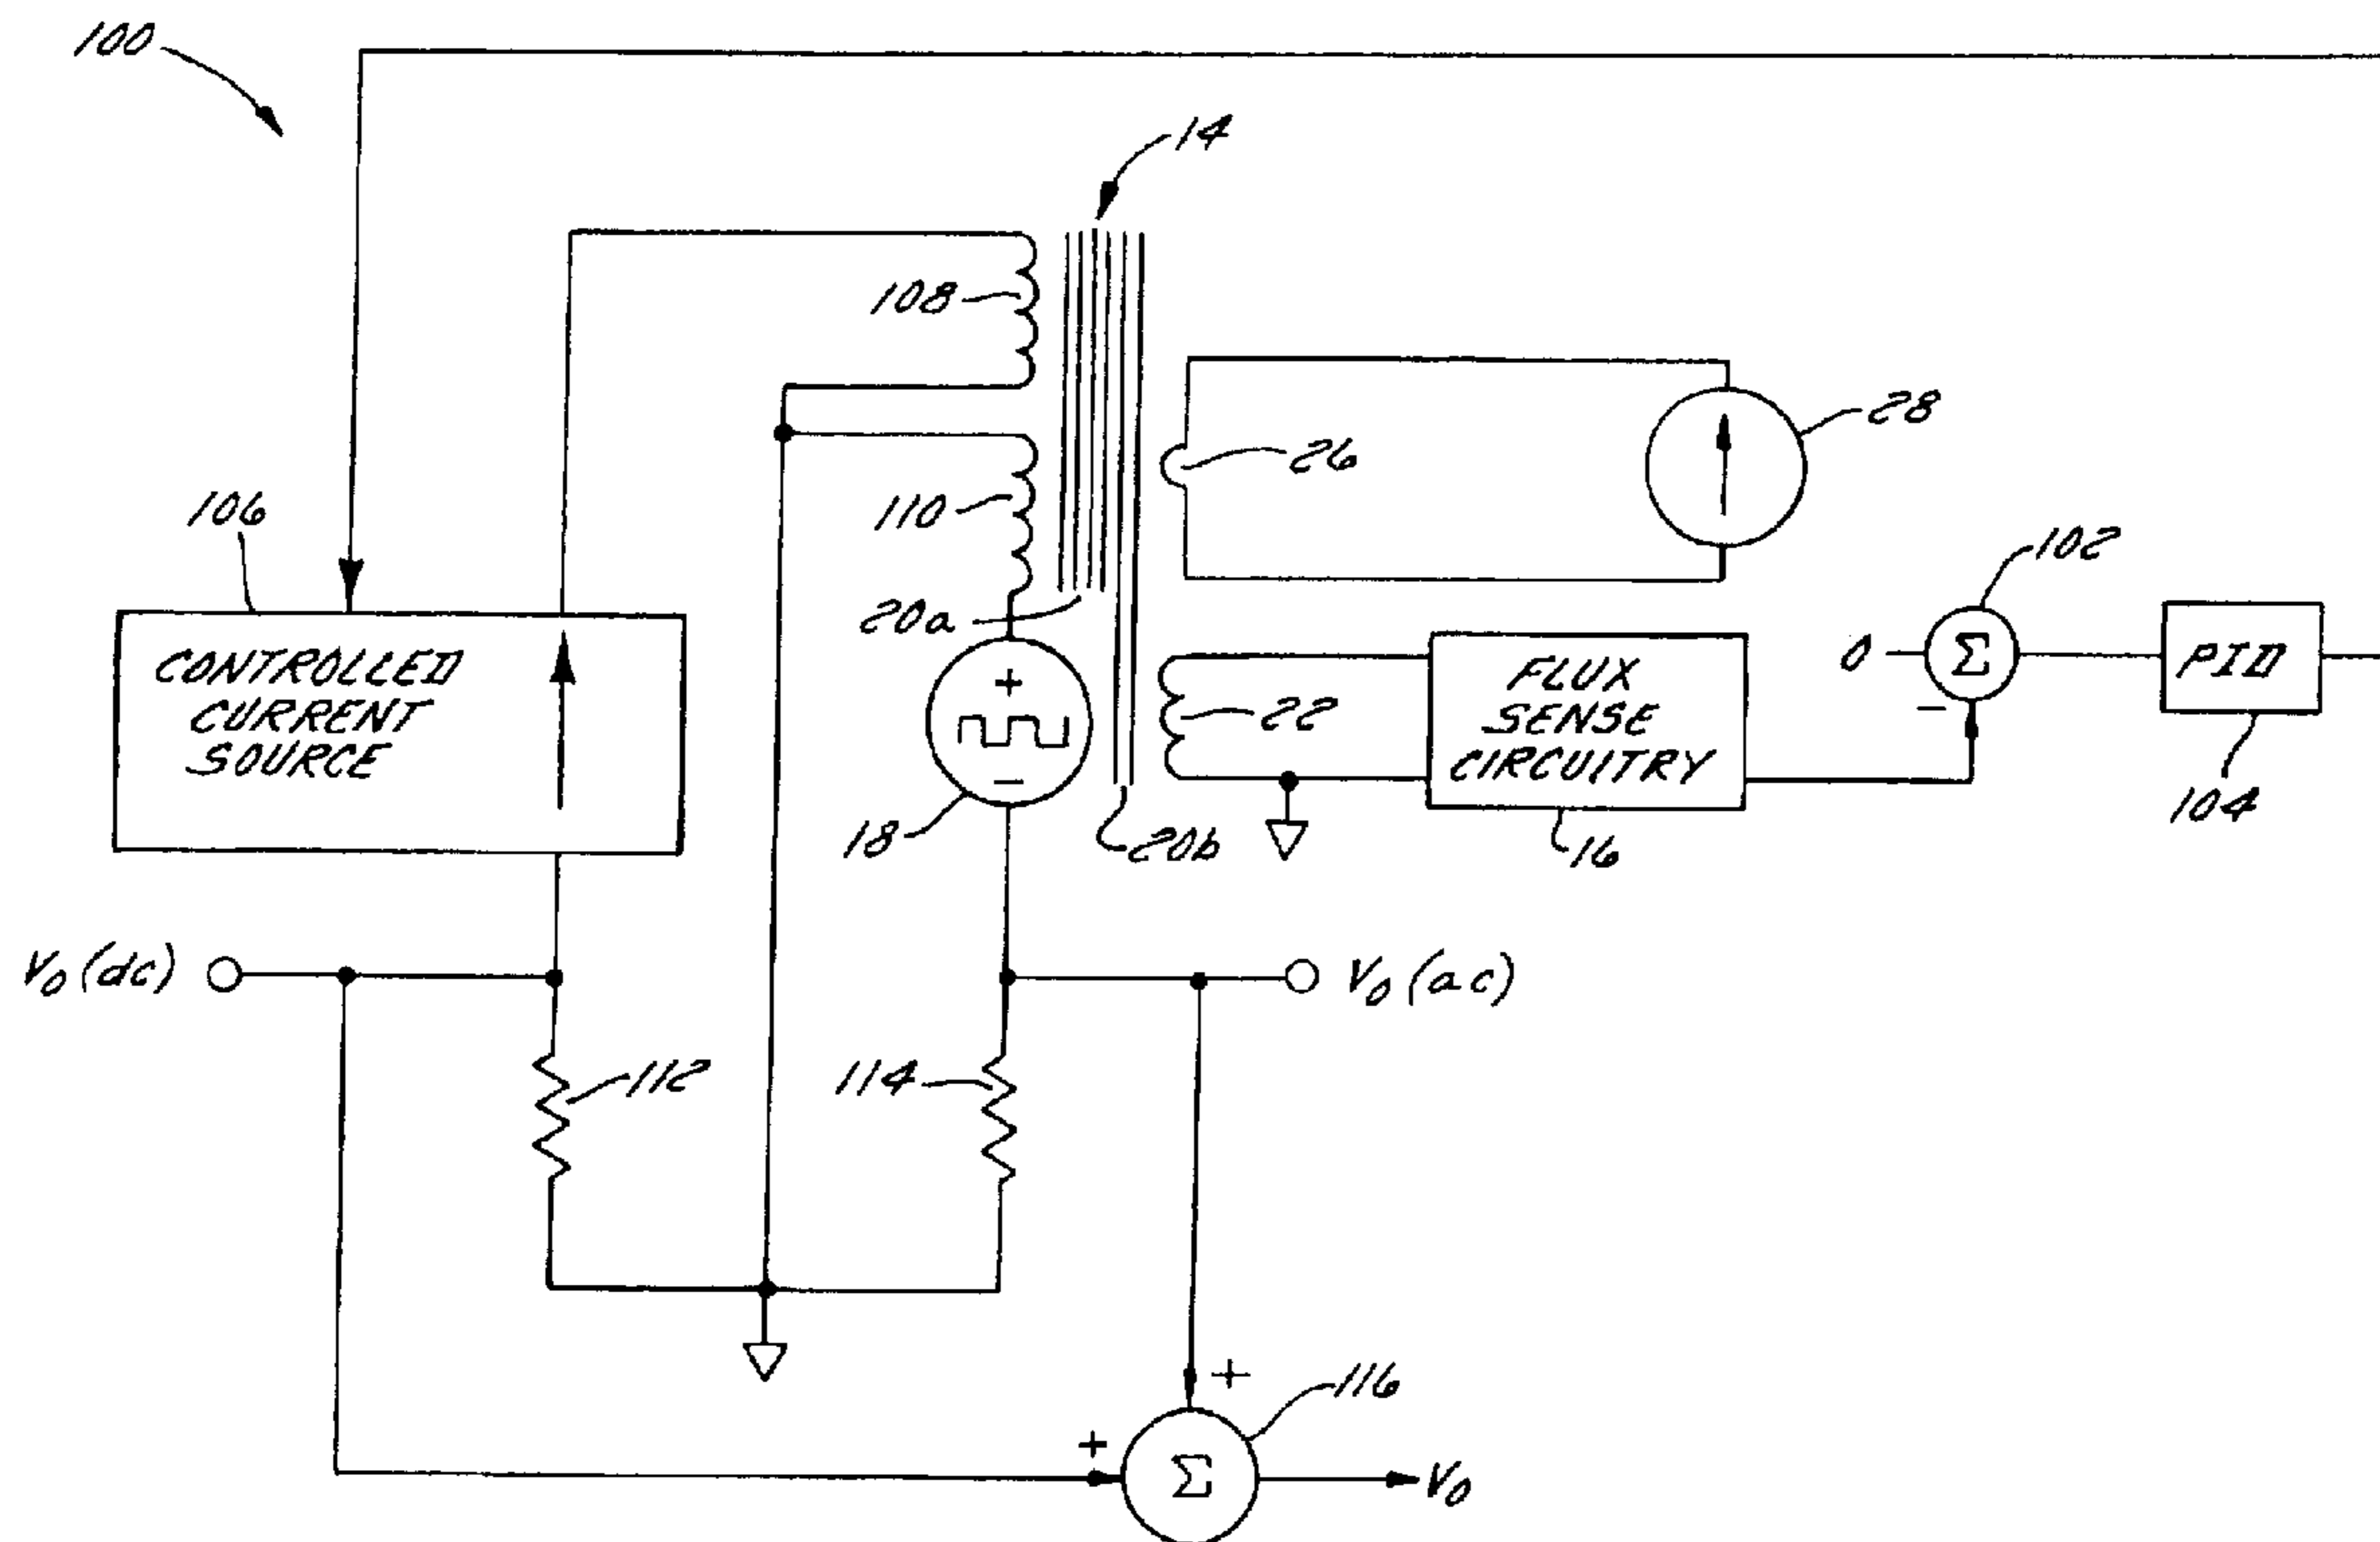 100
14
108
110
26
28
106
102
20a
CONTROLLED
CURRENT
SOURCE
+
−
18
22
20b
FLUX
SENSE
CIRCUITRY
16
0
Σ
−
PID
104
V0 (dc)
V0 (ac)
112
114
+
116
+
Σ
V0